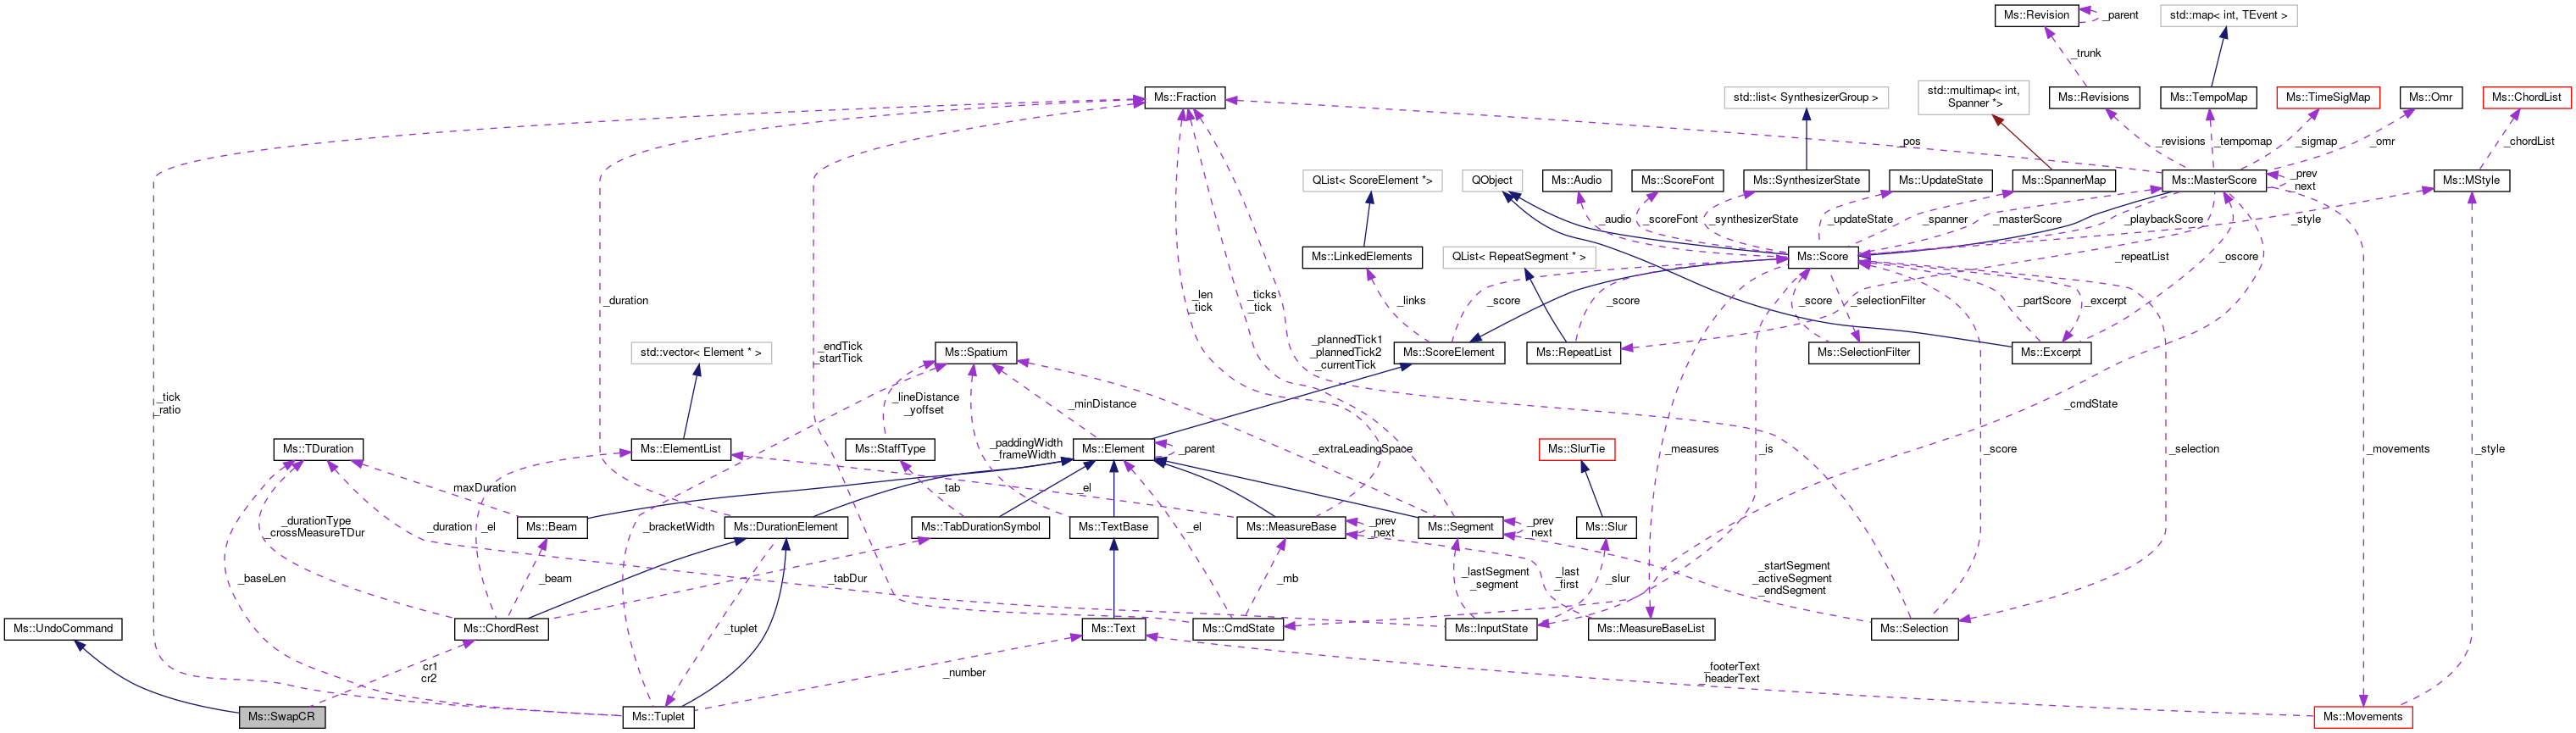 Ms::Revision
_parent
std::map< int, TEvent >
_trunk
Ms::Fraction
std::list< SynthesizerGroup >
std::multimap< int,
Spanner *>
Ms::Revisions
Ms::TempoMap
Ms::TimeSigMap
Ms::Omr
Ms::ChordList
_pos
_revisions
_tempomap
_sigmap
_omr
_chordList
QList< ScoreElement *>
QObject
Ms::Audio
Ms::ScoreFont
Ms::SynthesizerState
Ms::UpdateState
Ms::SpannerMap
Ms::MasterScore
_prev
_next
Ms::MStyle
_audio
_scoreFont
_synthesizerState
_updateState
_spanner
_masterScore
_playbackScore
_style
Ms::LinkedElements
QList< RepeatSegment * >
Ms::Score
_repeatList
_oscore
_duration
_len
_tick
_ticks
_tick
_links
_score
_score
_score
_selectionFilter
_partScore
_excerpt
_endTick
_startTick
_plannedTick1
_plannedTick2
_currentTick
std::vector< Element * >
Ms::Spatium
Ms::ScoreElement
Ms::RepeatList
Ms::SelectionFilter
Ms::Excerpt
_tick
_ratio
_lineDistance
_yoffset
_minDistance
_cmdState
Ms::TDuration
Ms::ElementList
Ms::StaffType
_paddingWidth
_frameWidth
Ms::Element
_parent
_extraLeadingSpace
Ms::SlurTie
_measures
_is
_score
_selection
_movements
_style
maxDuration
_tab
_el
_durationType
_crossMeasureTDur
_duration
_el
Ms::Beam
_bracketWidth
Ms::DurationElement
Ms::TabDurationSymbol
Ms::TextBase
_el
Ms::MeasureBase
_prev
_next
Ms::Segment
_prev
_next
Ms::Slur
_baseLen
_beam
_tabDur
_mb
_lastSegment
_segment
_last
_first
_slur
_startSegment
_activeSegment
_endSegment
Ms::UndoCommand
Ms::ChordRest
_tuplet
Ms::Text
Ms::CmdState
Ms::InputState
Ms::MeasureBaseList
Ms::Selection
cr1
cr2
_number
_footerText
_headerText
Ms::SwapCR
Ms::Tuplet
Ms::Movements